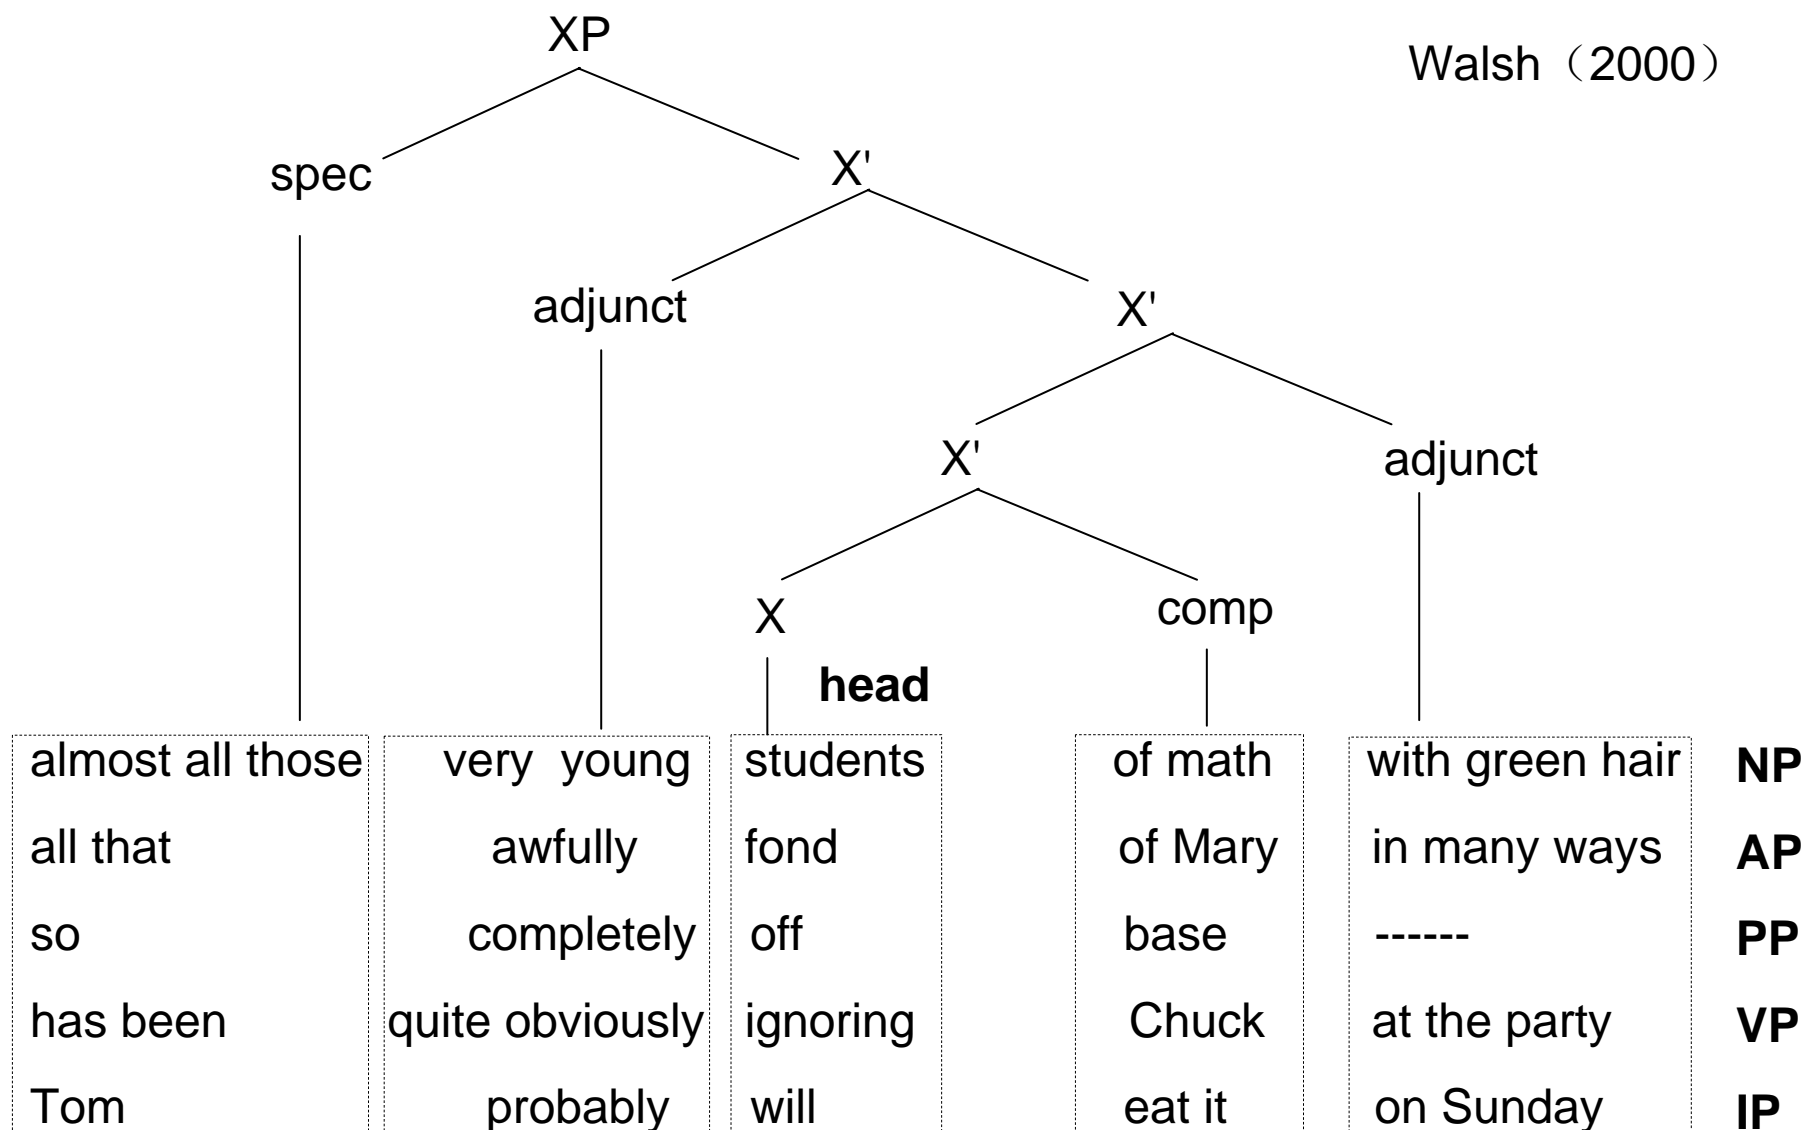 XP
Walsh（2000）
spec
X'
adjunct
X'
X'
adjunct
X
comp
head
almost all those very young students of math with green hair NP
all that awfully fond of Mary in many ways AP
so completely off base ------ PP
has been quite obviously ignoring Chuck at the party VP
Tom probably will eat it on Sunday IP